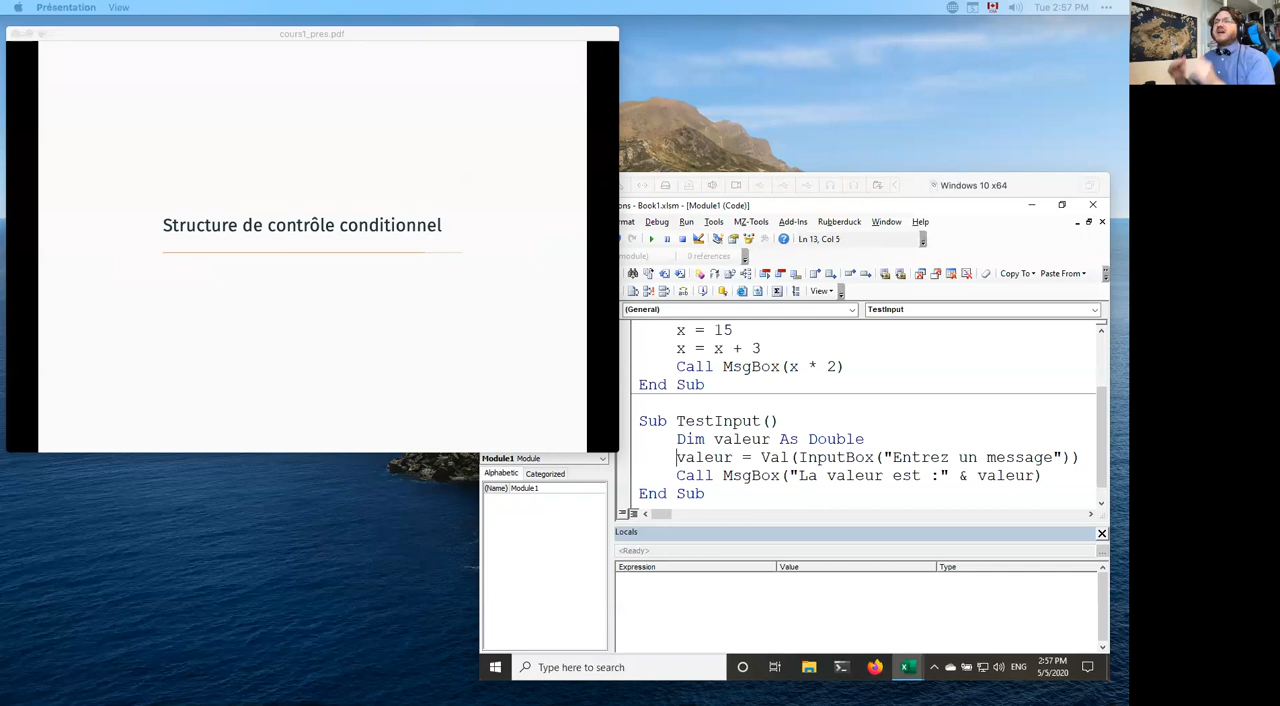 Présentation View
Tue 2:57 PM
cours1_pres.pdf
Structure de contrôle conditionnel
Windows 10 x64
ons - Book1.xlsm - [Module1 (Code)]
rmat Debug Run Tools MZ-Tools Add-Ins Rubberduck Window Help
Ln 13, Col 5
module) 0 references
Copy To Paste From
View
(General) TestInput
x = 15
x = x + 3
Call MsgBox(x * 2)
End Sub
Sub TestInput()
Dim valeur As Double
valeur = Val(InputBox("Entrez un message"))
Call MsgBox("La valeur est :" & valeur)
End Sub
Module1 Module
Alphabetic Categorized
(Name) Module1
Locals
<Ready>
Expression Value Type
Type here to search
ENG
2:57 PM
5/5/2020